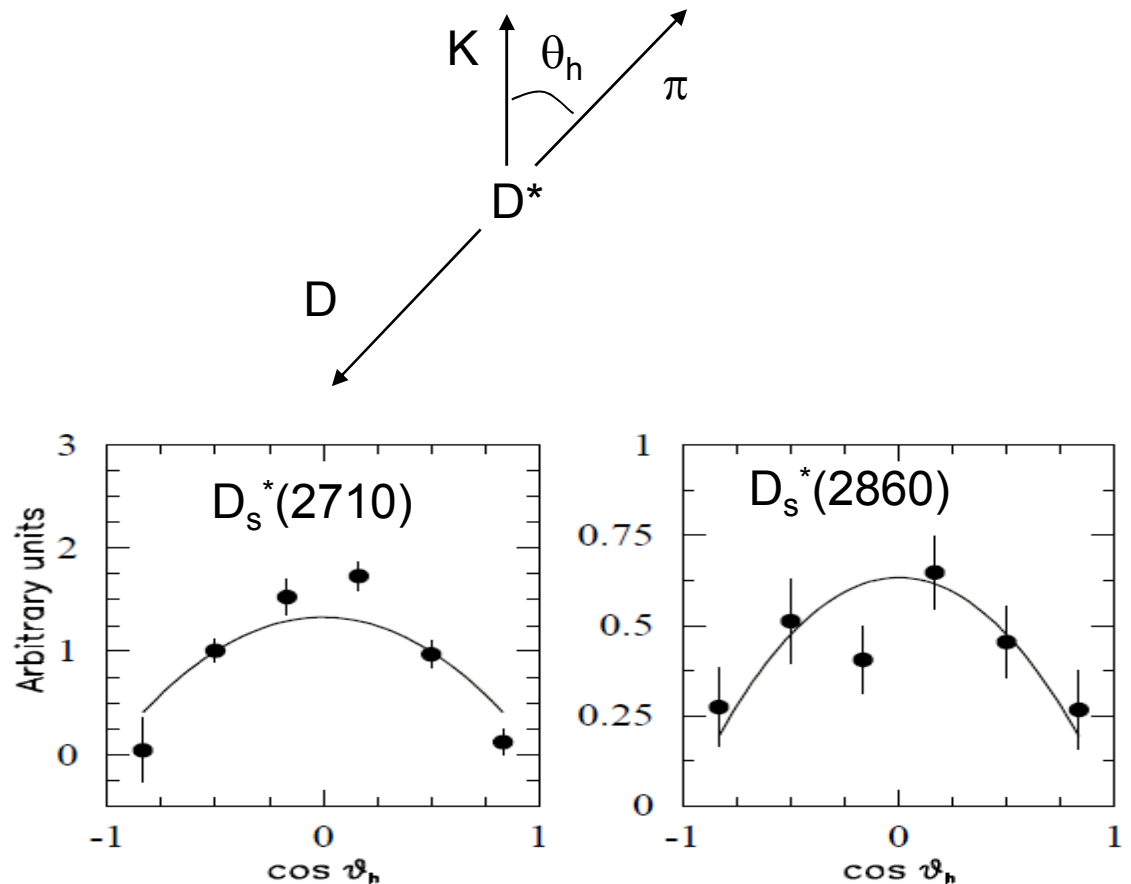 K
θh
π
D*
D
3
2
1
0
Arbitrary units
Ds*(2710)
-1
0
1
cos ϑh
1
0.75
0.5
0.25
0
Ds*(2860)
-1
0
1
cos ϑh